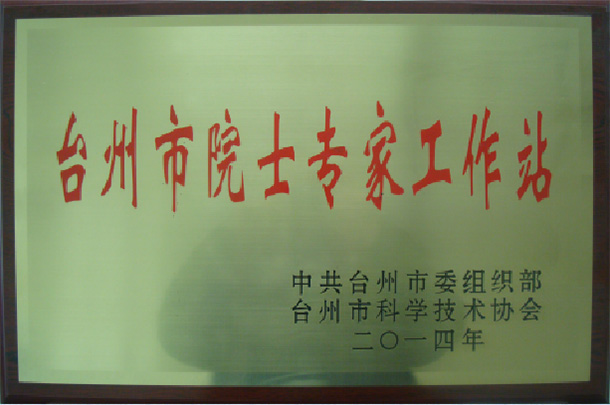 台州市院士专家工作站
中共台州市委组织部
台州市科学技术协会
二〇一四年